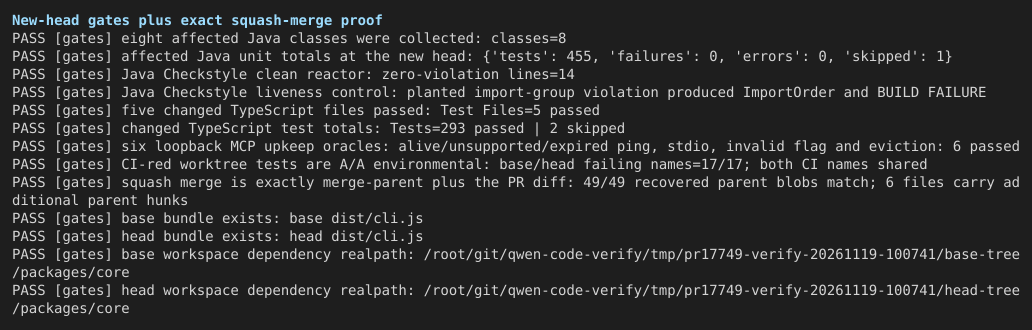 New-head gates plus exact squash-merge proof
PASS [gates] eight affected Java classes were collected: classes=8
PASS [gates] affected Java unit totals at the new head: {'tests': 455, 'failures': 0, 'errors': 0, 'skipped': 1}
PASS [gates] Java Checkstyle clean reactor: zero-violation lines=14
PASS [gates] Java Checkstyle liveness control: planted import-group violation produced ImportOrder and BUILD FAILURE
PASS [gates] five changed TypeScript files passed: Test Files=5 passed
PASS [gates] changed TypeScript test totals: Tests=293 passed | 2 skipped
PASS [gates] six loopback MCP upkeep oracles: alive/unsupported/expired ping, stdio, invalid flag and eviction: 6 passed
PASS [gates] CI-red worktree tests are A/A environmental: base/head failing names=17/17; both CI names shared
PASS [gates] squash merge is exactly merge-parent plus the PR diff: 49/49 recovered parent blobs match; 6 files carry ad
ditional parent hunks
PASS [gates] base bundle exists: base dist/cli.js
PASS [gates] head bundle exists: head dist/cli.js
PASS [gates] base workspace dependency realpath: /root/git/qwen-code-verify/tmp/pr17749-verify-20261119-100741/base-tree
/packages/core
PASS [gates] head workspace dependency realpath: /root/git/qwen-code-verify/tmp/pr17749-verify-20261119-100741/head-tree
/packages/core